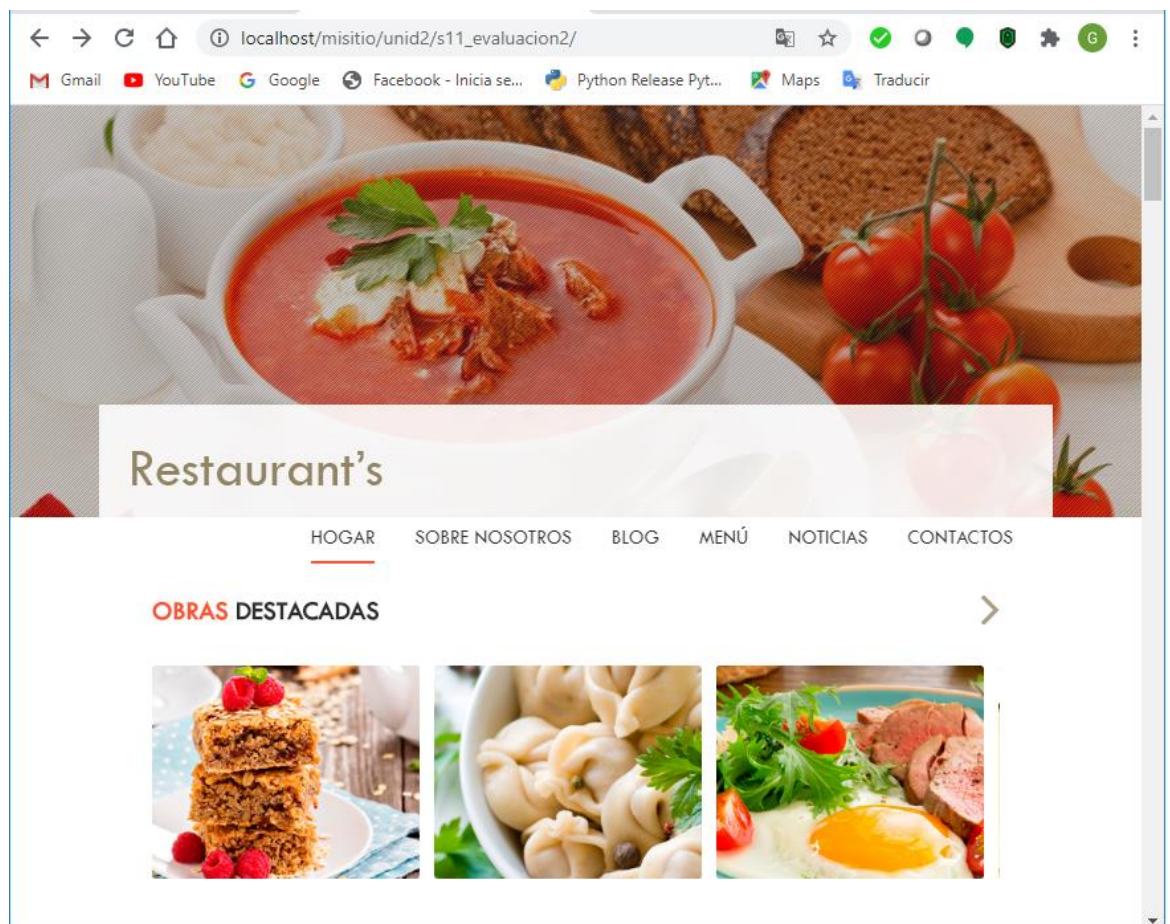 localhost/misitio/unid2/s11_evaluacion2/
G
Gmail YouTube Google Facebook - Inicia se... Python Release Pyt... Maps Traducir
Restaurant's
HOGAR SOBRE NOSOTROS BLOG MENÚ NOTICIAS CONTACTOS
OBRAS DESTACADAS